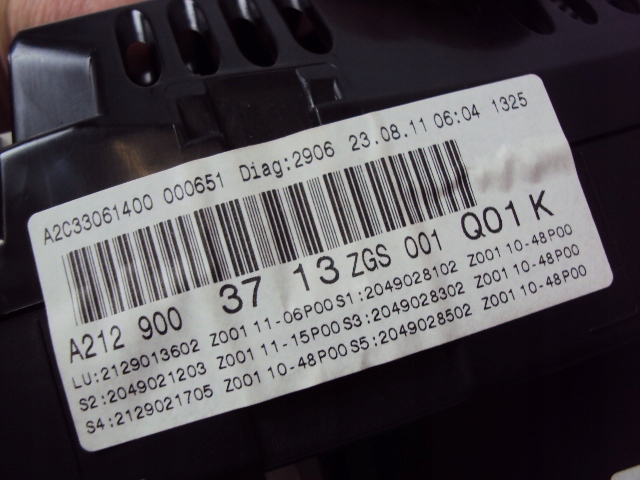 A2C33061400 000651 Diag:2906 23.08.11 06:04 1325
A212 900 37 13 ZGS 001 Q01 K
LU:2129013602 Z001 11-06P00 S1:2049028102 Z001 10-48P00
S2:2049021203 Z001 11-15P00 S3:2049028302 Z001 10-48P00
S4:2129021705 Z001 10-48P00 S5:2049028502 Z001 10-48P00